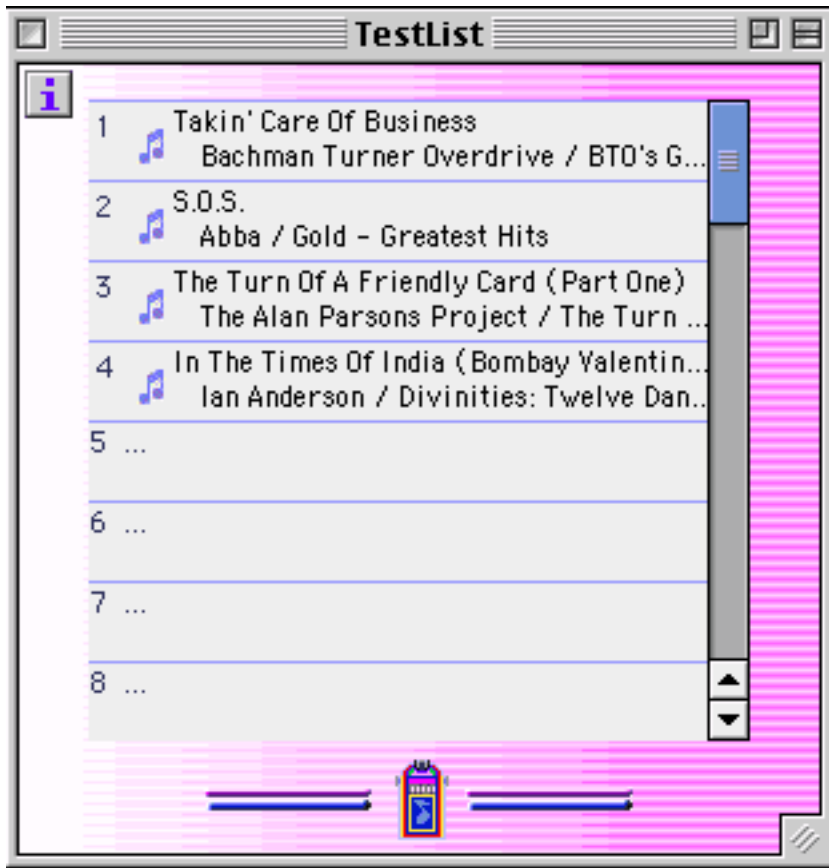 TestList
i
1 Takin' Care Of Business
Bachman Turner Overdrive / BTO's G...
2 S.O.S.
Abba / Gold - Greatest Hits
3 The Turn Of A Friendly Card (Part One)
The Alan Parsons Project / The Turn ...
4 In The Times Of India (Bombay Valentin...
Ian Anderson / Divinities: Twelve Dan...
5 ...
6 ...
7 ...
8 ...